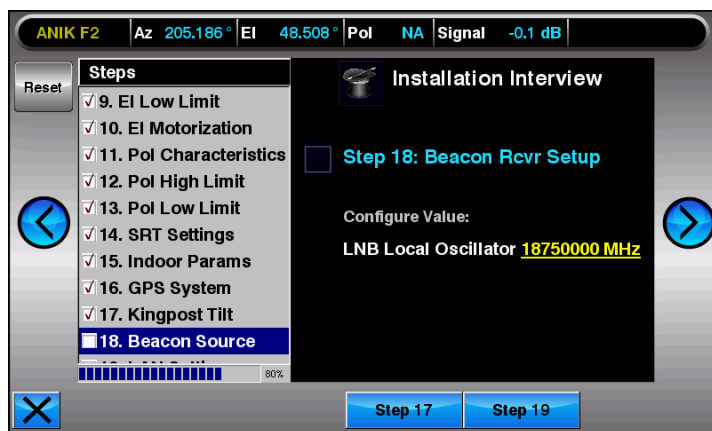 ANIK F2 Az 205.186 ° El 48.508 ° Pol NA Signal -0.1 dB
Reset
Steps
9. El Low Limit
10. El Motorization
11. Pol Characteristics
12. Pol High Limit
13. Pol Low Limit
14. SRT Settings
15. Indoor Params
16. GPS System
17. Kingpost Tilt
18. Beacon Source
80%
Installation Interview
Step 18: Beacon Rcvr Setup
Configure Value:
LNB Local Oscillator 18750000 MHz
Step 17
Step 19